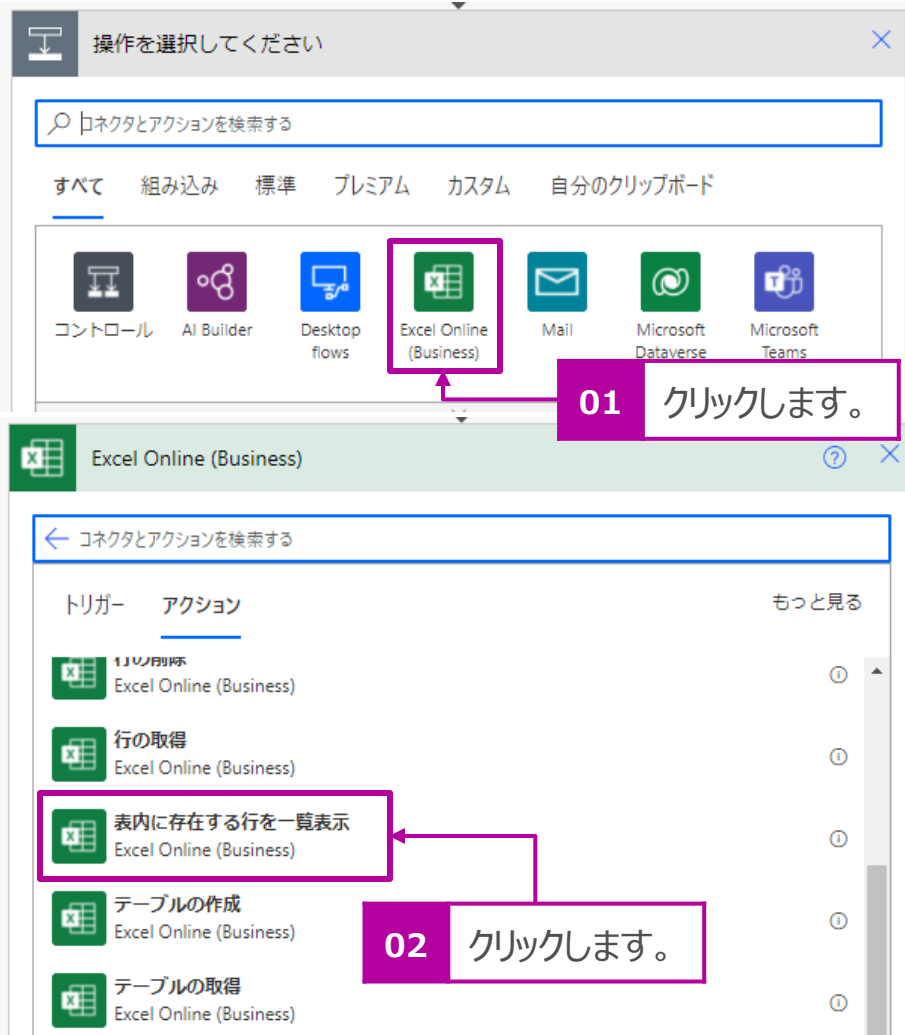 操作を選択してください
コネクタとアクションを検索する
すべて 組み込み 標準 プレミアム カスタム 自分のクリップボード
コントロール
AI Builder
Desktop
flows
Excel Online
(Business)
Mail
Microsoft
Dataverse
Microsoft
Teams
01 クリックします。
Excel Online (Business)
コネクタとアクションを検索する
トリガー アクション もっと見る
行の削除
Excel Online (Business)
行の取得
Excel Online (Business)
表内に存在する行を一覧表示
Excel Online (Business)
テーブルの作成
Excel Online (Business)
02 クリックします。
テーブルの取得
Excel Online (Business)